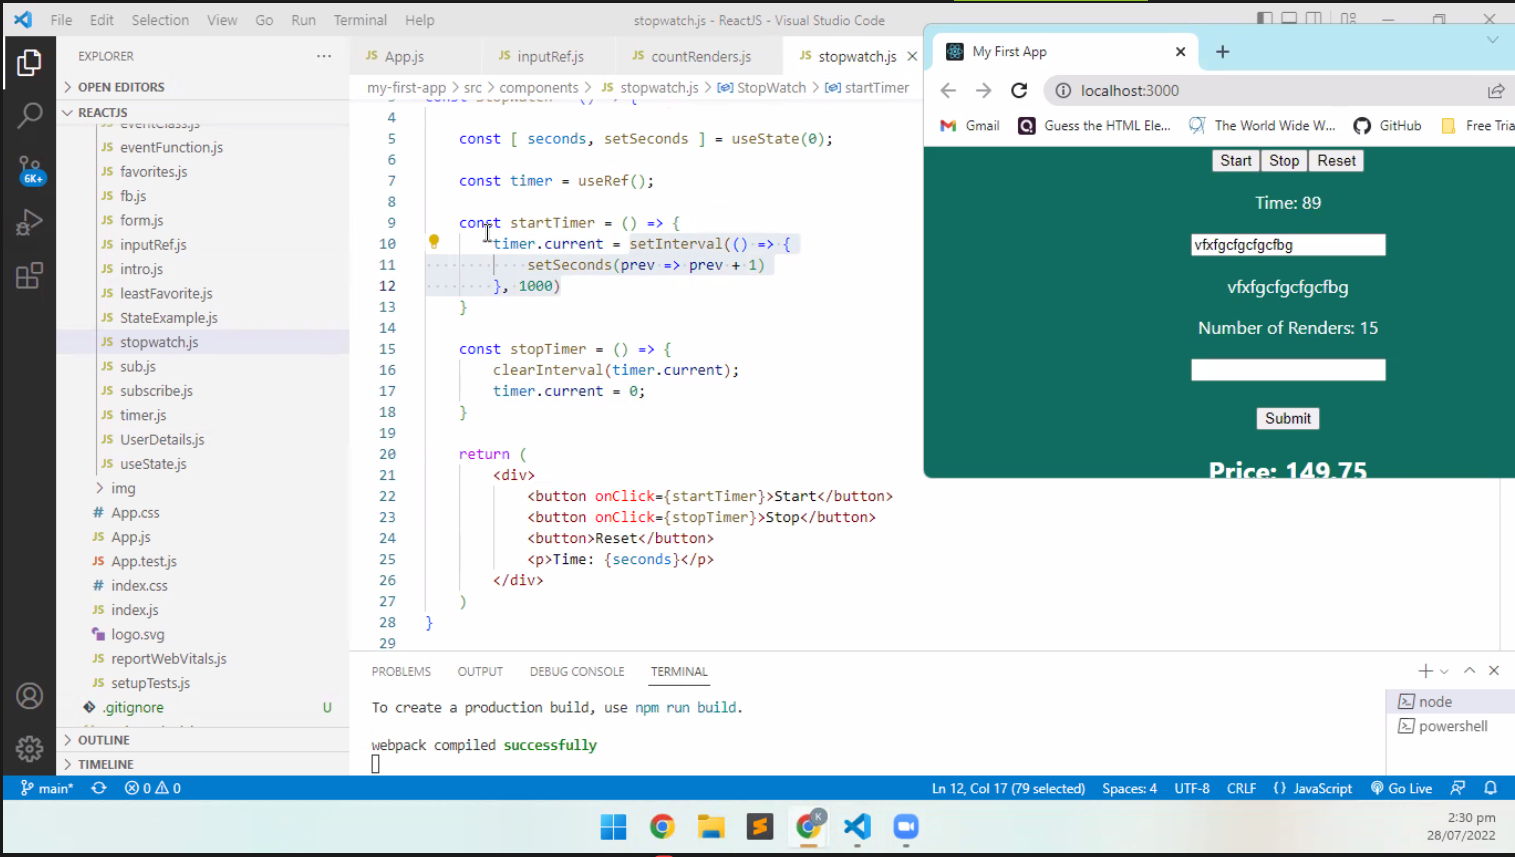 File Edit Selection View Go Run Terminal Help
stopwatch.js - ReactJS - Visual Studio Code
EXPLORER
OPEN EDITORS
REACTJS
eventClass.js
eventFunction.js
favorites.js
fb.js
form.js
inputRef.js
intro.js
leastFavorite.js
StateExample.js
stopwatch.js
sub.js
subscribe.js
timer.js
UserDetails.js
useState.js
img
App.css
App.js
App.test.js
index.css
index.js
logo.svg
reportWebVitals.js
setupTests.js
.gitignore U
OUTLINE
TIMELINE
6K+
JS App.js JS inputRef.js JS countRenders.js JS stopwatch.js
my-first-app > src > components > JS stopwatch.js > StopWatch > startTimer
4
5 const [ seconds, setSeconds ] = useState(0);
6
7 const timer = useRef();
8
9 const startTimer = () => {
10 timer.current = setInterval(() => {
11 setSeconds(prev => prev + 1)
12 }, 1000)
13 }
14
15 const stopTimer = () => {
16 clearInterval(timer.current);
17 timer.current = 0;
18 }
19
20 return (
21 <div>
22 <button onClick={startTimer}>Start</button>
23 <button onClick={stopTimer}>Stop</button>
24 <button>Reset</button>
25 <p>Time: {seconds}</p>
26 </div>
27 )
28 }
29
My First App
localhost:3000
Gmail Guess the HTML Ele... The World Wide W... GitHub Free Tria
Start Stop Reset
Time: 89
vfxfgcfgcfgcfbg
vfxfgcfgcfgcfbg
Number of Renders: 15
Submit
Price: 149.75
PROBLEMS OUTPUT DEBUG CONSOLE TERMINAL
To create a production build, use npm run build.
webpack compiled successfully
node
powershell
main* 0 0
Ln 12, Col 17 (79 selected) Spaces: 4 UTF-8 CRLF {} JavaScript Go Live
K
2:30 pm
28/07/2022